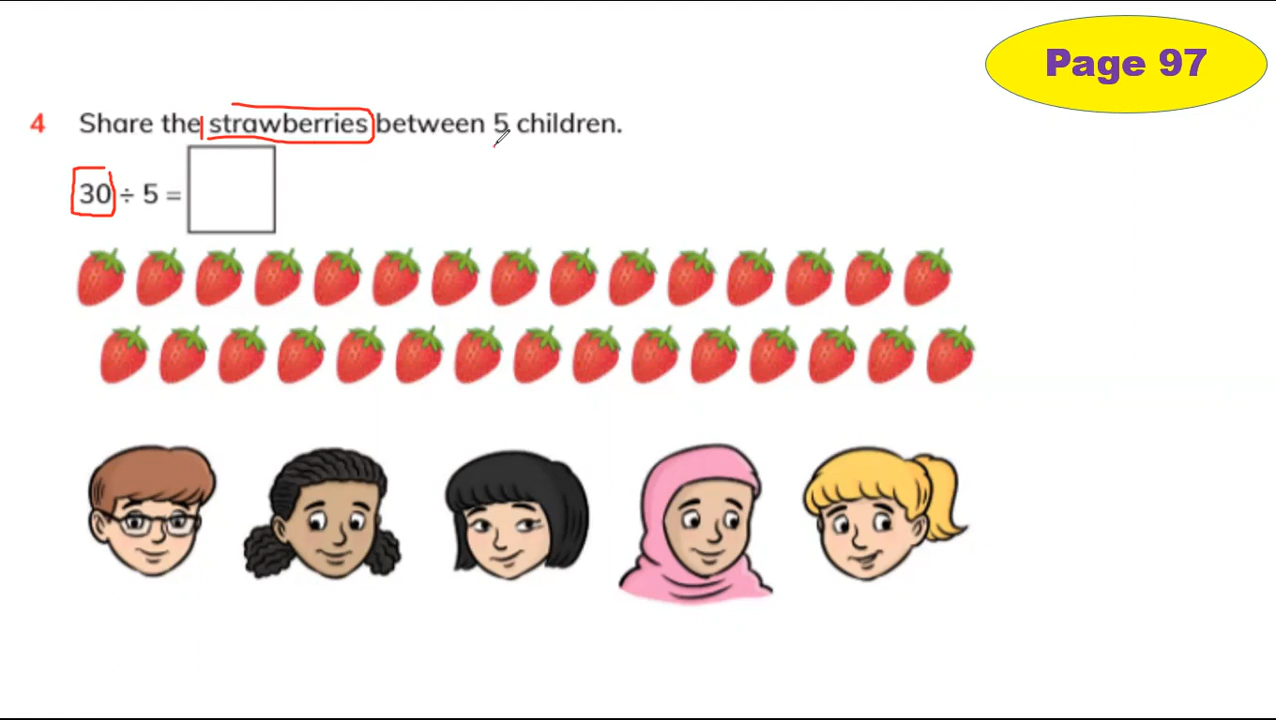 Page 97
4 Share the strawberries between 5 children.
30 ÷ 5 =